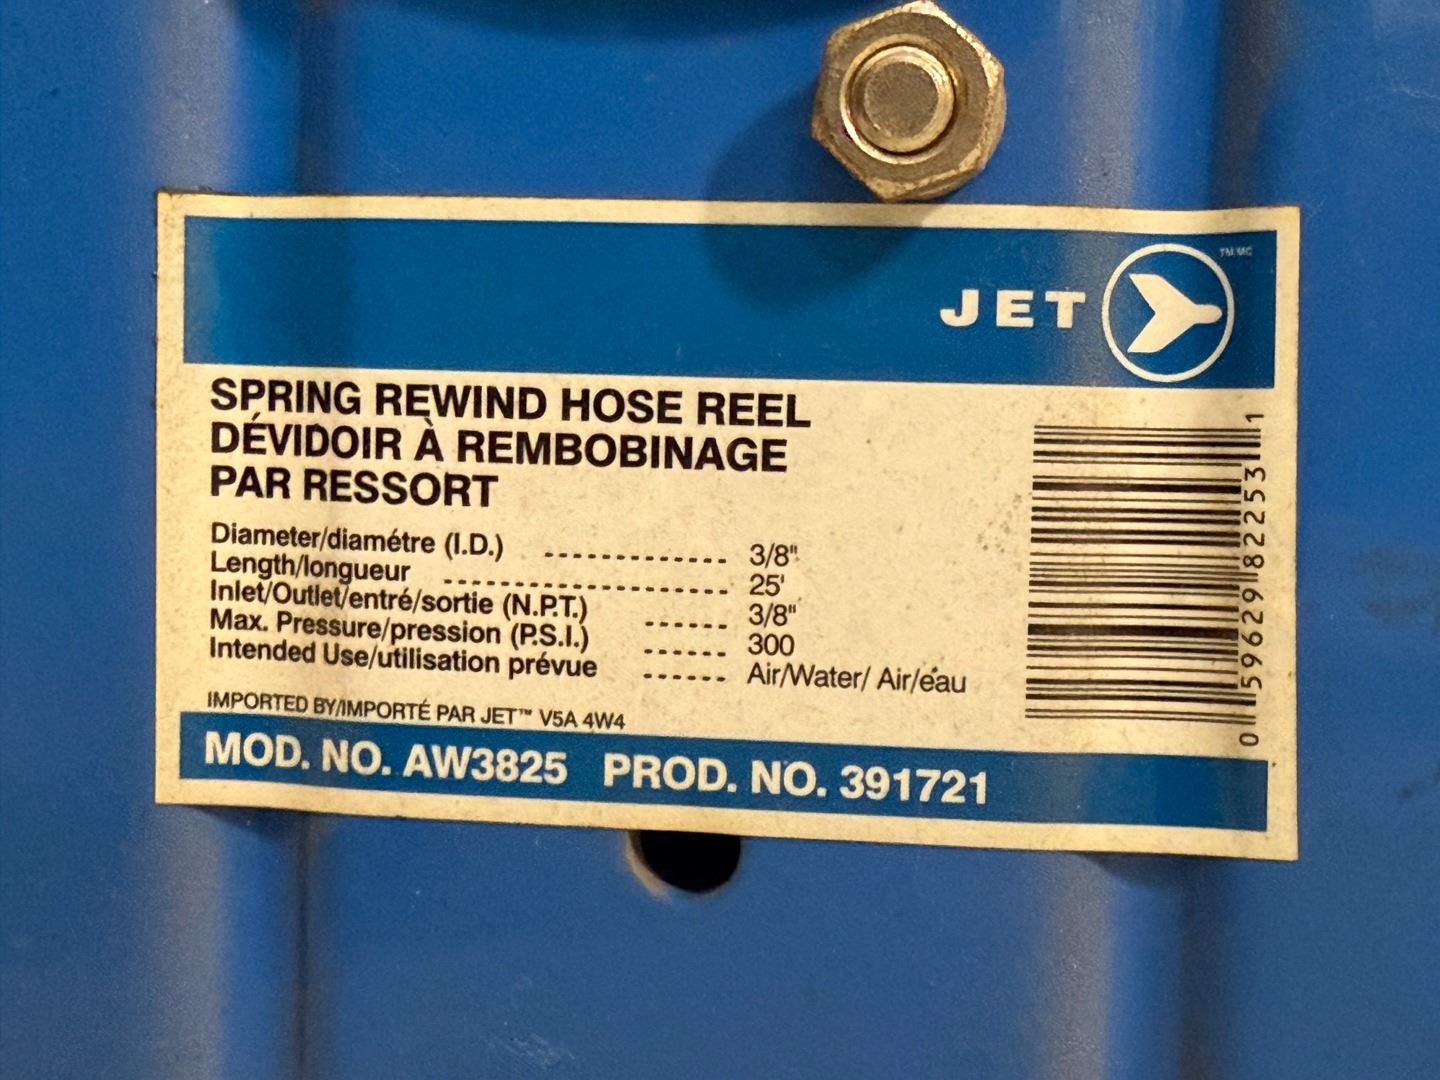 JET TM/MC
SPRING REWIND HOSE REEL
DÉVIDOIR À REMBOBINAGE
PAR RESSORT
Diameter/diamétre (I.D.) .................. 3/8"
Length/longueur ............................ 25'
Inlet/Outlet/entré/sortie (N.P.T.) ...... 3/8"
Max. Pressure/pression (P.S.I.) ...... 300
Intended Use/utilisation prévue ...... Air/Water/ Air/éau
IMPORTED BY/IMPORTÉ PAR JET™ V5A 4W4
MOD. NO. AW3825 PROD. NO. 391721
0 59629 82253 1